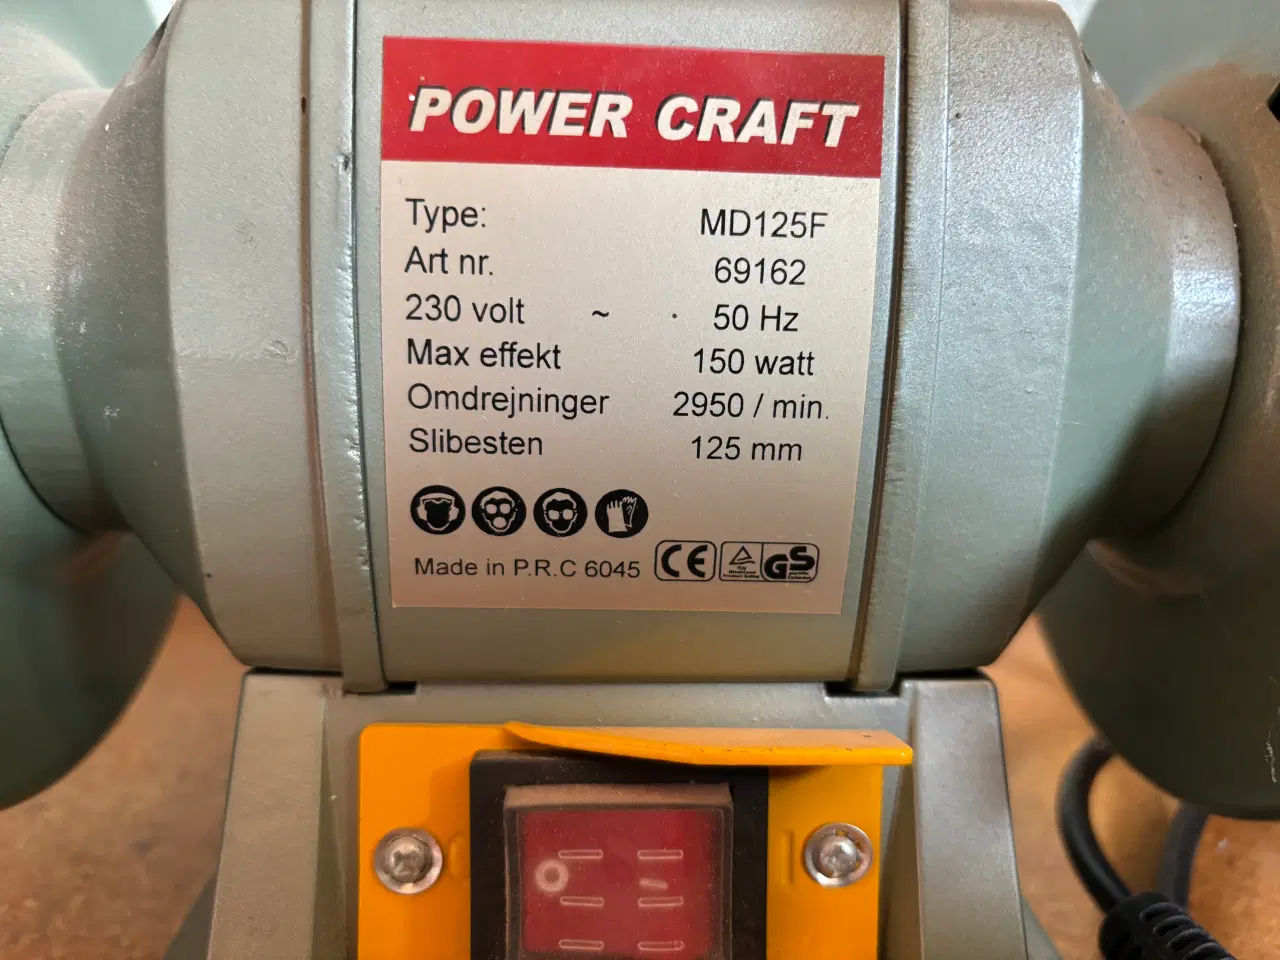 POWER CRAFT
Type: MD125F
Art nr. 69162
230 volt ~ 50 Hz
Max effekt 150 watt
Omdrejninger 2950 / min.
Slibesten 125 mm
Made in P.R.C 6045 CE GS